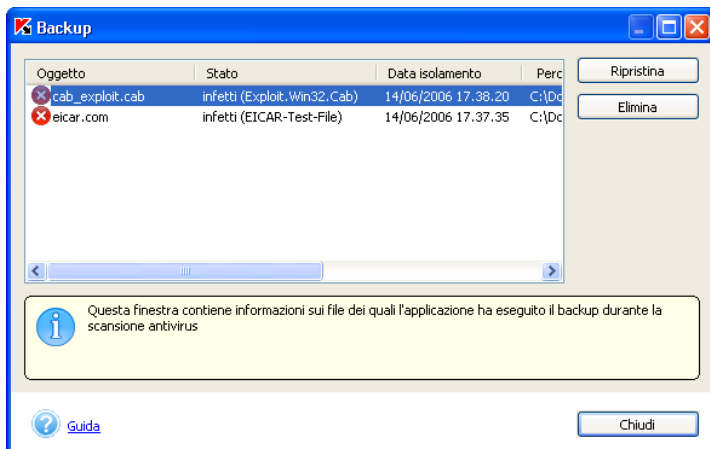 Backup
Oggetto Stato Data isolamento Perc
cab_exploit.cab infetti (Exploit.Win32.Cab) 14/06/2006 17.38.20 C:\Dc
eicar.com infetti (EICAR-Test-File) 14/06/2006 17.37.35 C:\Dc
Ripristina
Elimina
Questa finestra contiene informazioni sui file dei quali l'applicazione ha eseguito il backup durante la
scansione antivirus
Guida
Chiudi